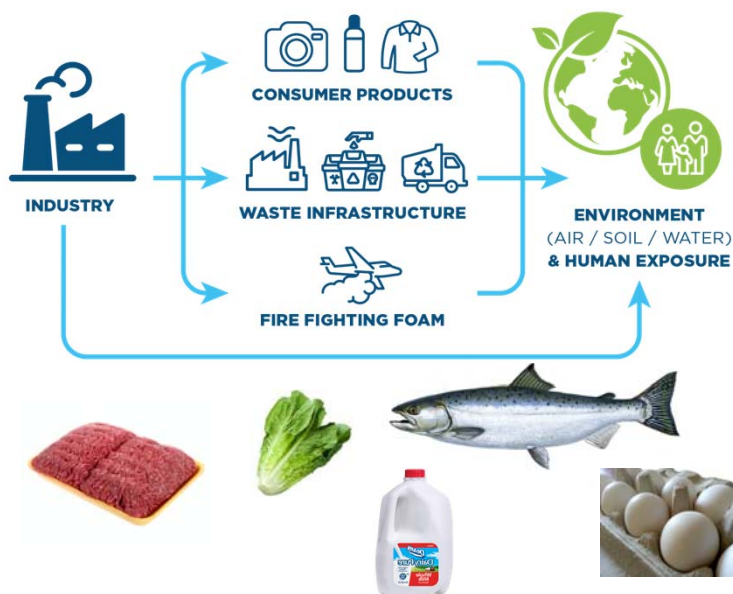 CONSUMER PRODUCTS
INDUSTRY
WASTE INFRASTRUCTURE
ENVIRONMENT
(AIR / SOIL / WATER)
& HUMAN EXPOSURE
FIRE FIGHTING FOAM